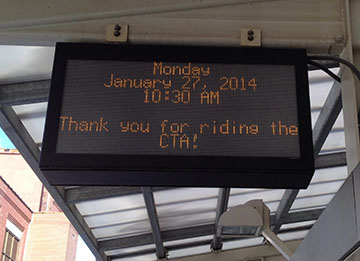 Monday
January 27, 2014
10:30 AM
Thank you for riding the
CTA!